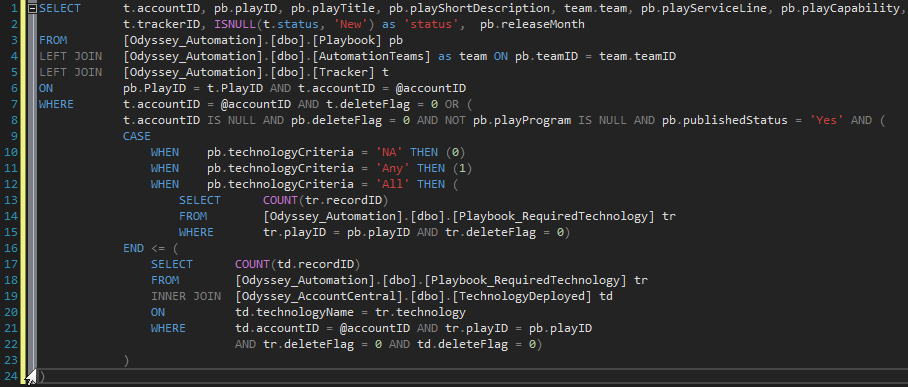 1 SELECT t.accountID, pb.playID, pb.playTitle, pb.playShortDescription, team.team, pb.playServiceLine, pb.playCapability,
2 t.trackerID, ISNULL(t.status, 'New') as 'status', pb.releaseMonth
3 FROM [Odyssey_Automation].[dbo].[Playbook] pb
4 LEFT JOIN [Odyssey_Automation].[dbo].[AutomationTeams] as team ON pb.teamID = team.teamID
5 LEFT JOIN [Odyssey_Automation].[dbo].[Tracker] t
6 ON pb.PlayID = t.PlayID AND t.accountID = @accountID
7 WHERE t.accountID = @accountID AND t.deleteFlag = 0 OR (
8 t.accountID IS NULL AND pb.deleteFlag = 0 AND NOT pb.playProgram IS NULL AND pb.publishedStatus = 'Yes' AND (
9 CASE
10 WHEN pb.technologyCriteria = 'NA' THEN (0)
11 WHEN pb.technologyCriteria = 'Any' THEN (1)
12 WHEN pb.technologyCriteria = 'All' THEN (
13 SELECT COUNT(tr.recordID)
14 FROM [Odyssey_Automation].[dbo].[Playbook_RequiredTechnology] tr
15 WHERE tr.playID = pb.playID AND tr.deleteFlag = 0)
16 END <= (
17 SELECT COUNT(td.recordID)
18 FROM [Odyssey_Automation].[dbo].[Playbook_RequiredTechnology] tr
19 INNER JOIN [Odyssey_AccountCentral].[dbo].[TechnologyDeployed] td
20 ON td.technologyName = tr.technology
21 WHERE td.accountID = @accountID AND tr.playID = pb.playID
22 AND tr.deleteFlag = 0 AND td.deleteFlag = 0)
23 )
24 )